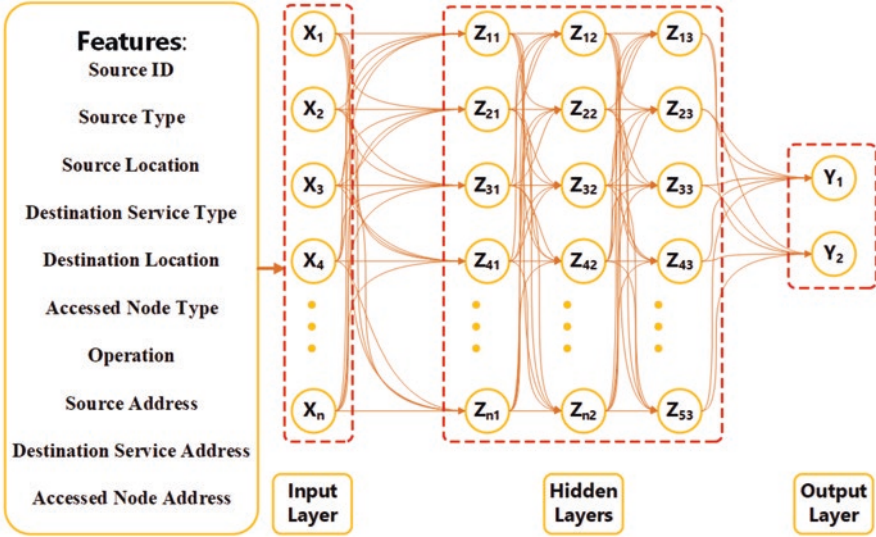 Features:
Source ID
Source Type
Source Location
Destination Service Type
Destination Location
Accessed Node Type
Operation
Source Address
Destination Service Address
Accessed Node Address
X1 Z11 Z12 Z13
X2 Z21 Z22 Z23
X3 Z31 Z32 Z33
X4 Z41 Z42 Z43
Xn Zn1 Zn2 Z53
Y1
Y2
Input
Layer
Hidden
Layers
Output
Layer